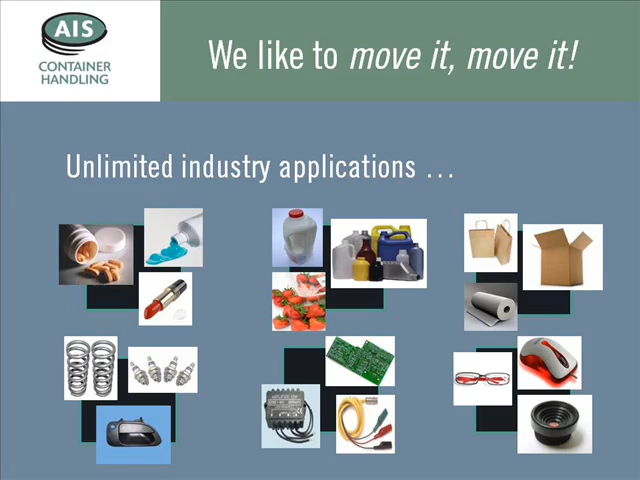 AIS
CONTAINER
HANDLING
We like to move it, move it!
Unlimited industry applications ...